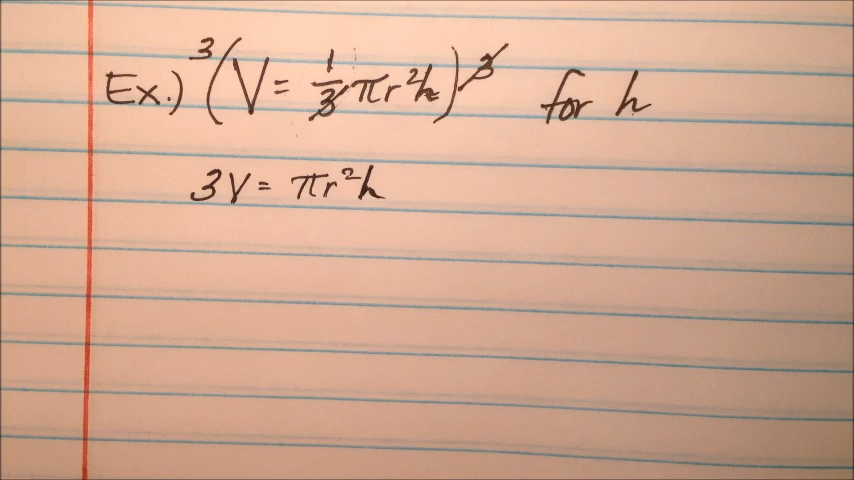 Ex.) 3(V = 1/3 πr²h)3 for h
3V = πr²h